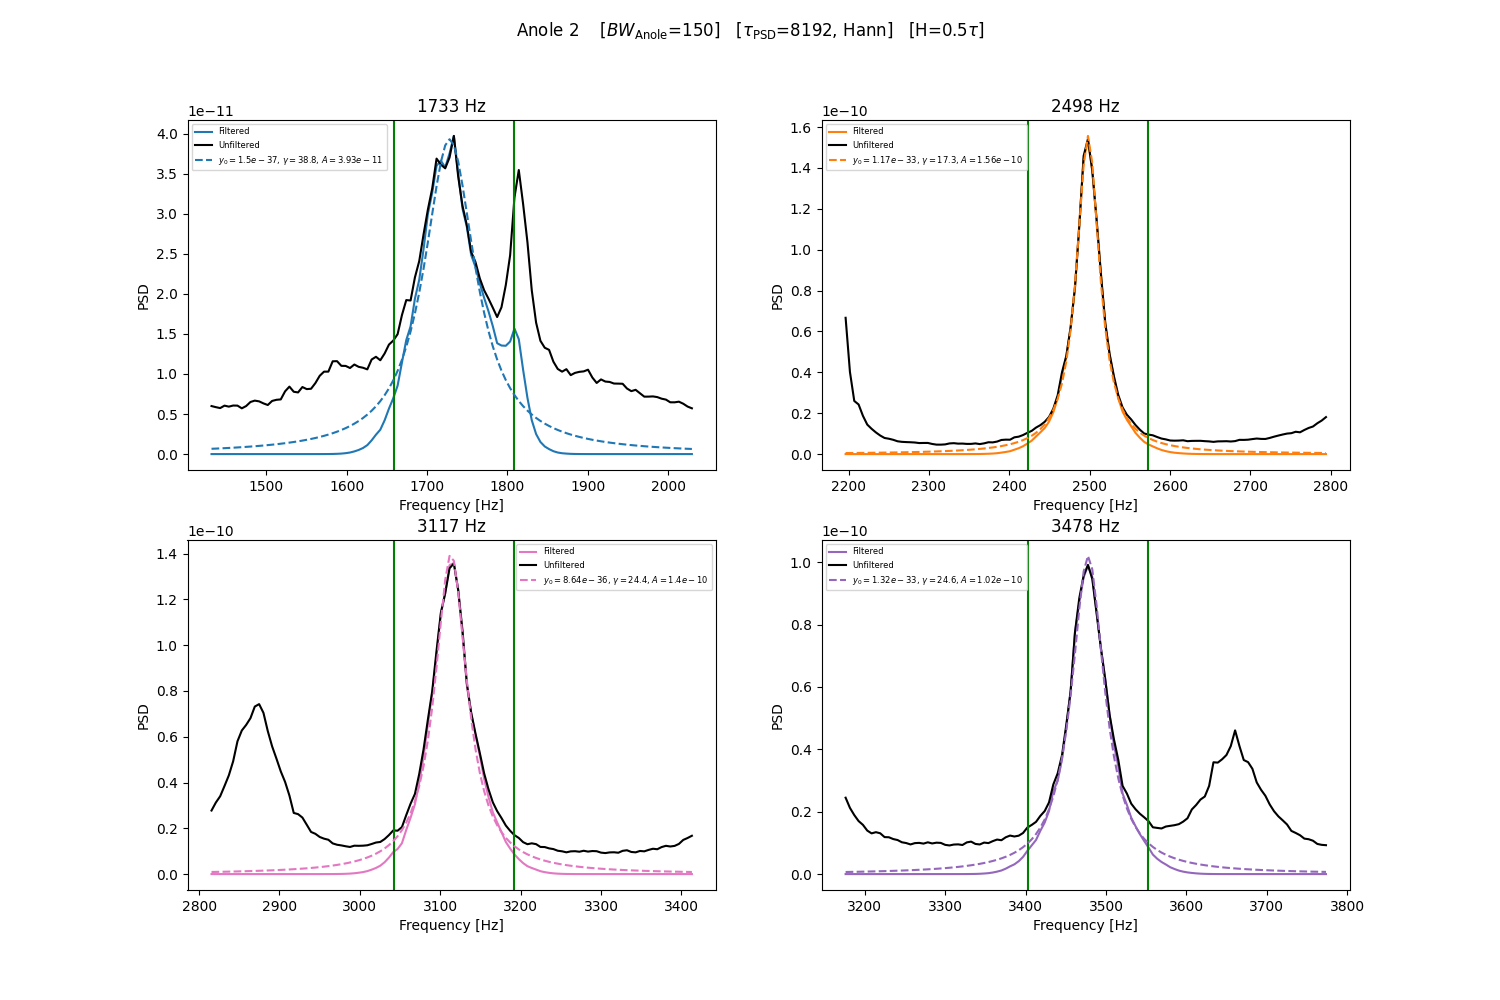 Anole 2 [BW_Anole=150] [τ_PSD=8192, Hann] [H=0.5τ]
1733 Hz
1e−11
4.0
3.5
3.0
2.5
2.0
1.5
1.0
0.5
0.0
PSD
Filtered
Unfiltered
y₀ = 1.5e − 37, γ = 38.8, A = 3.93e − 11
1500 1600 1700 1800 1900 2000
Frequency [Hz]
2498 Hz
1e−10
1.6
1.4
1.2
1.0
0.8
0.6
0.4
0.2
0.0
PSD
Filtered
Unfiltered
y₀ = 1.17e − 33, γ = 17.3, A = 1.56e − 10
2200 2300 2400 2500 2600 2700 2800
Frequency [Hz]
3117 Hz
1e−10
1.4
1.2
1.0
0.8
0.6
0.4
0.2
0.0
PSD
Filtered
Unfiltered
y₀ = 8.64e − 36, γ = 24.4, A = 1.4e − 10
2800 2900 3000 3100 3200 3300 3400
Frequency [Hz]
3478 Hz
1e−10
1.0
0.8
0.6
0.4
0.2
0.0
PSD
Filtered
Unfiltered
y₀ = 1.32e − 33, γ = 24.6, A = 1.02e − 10
3200 3300 3400 3500 3600 3700 3800
Frequency [Hz]